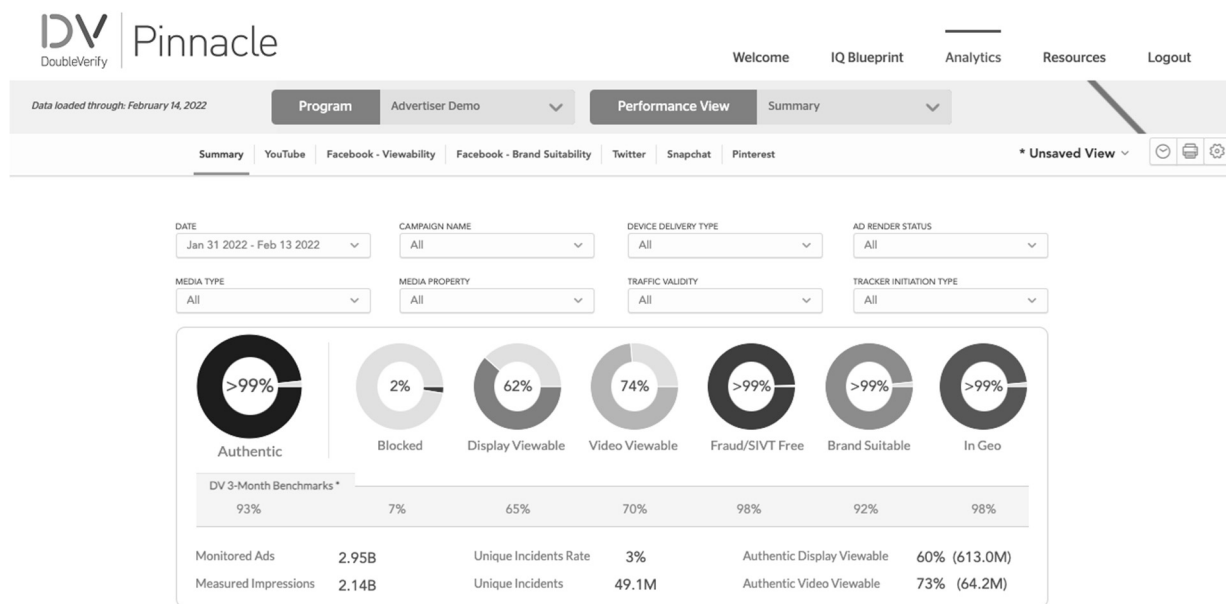 DV Pinnacle
DoubleVerify
Welcome IQ Blueprint Analytics Resources Logout
Data loaded through: February 14, 2022 Program Advertiser Demo Performance View Summary
Summary YouTube Facebook - Viewability Facebook - Brand Suitability Twitter Snapchat Pinterest * Unsaved View
DATE CAMPAIGN NAME DEVICE DELIVERY TYPE AD RENDER STATUS
Jan 31 2022 - Feb 13 2022 All All All
MEDIA TYPE MEDIA PROPERTY TRAFFIC VALIDITY TRACKER INITIATION TYPE
All All All All
>99% 2% 62% 74% >99% >99% >99%
Authentic Blocked Display Viewable Video Viewable Fraud/SIVT Free Brand Suitable In Geo
DV 3-Month Benchmarks *
93% 7% 65% 70% 98% 92% 98%
Monitored Ads 2.95B Unique Incidents Rate 3% Authentic Display Viewable 60% (613.0M)
Measured Impressions 2.14B Unique Incidents 49.1M Authentic Video Viewable 73% (64.2M)